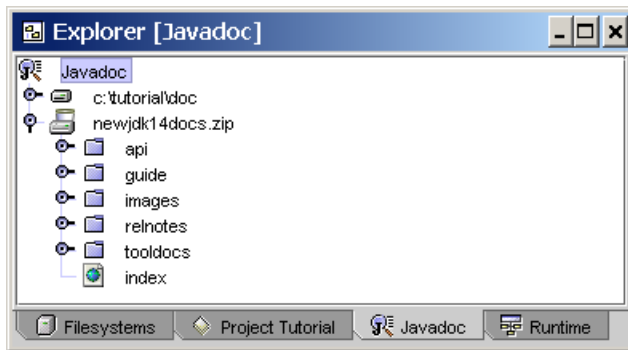 Explorer [Javadoc]
Javadoc
c:\tutorial\doc
newjdk14docs.zip
api
guide
images
relnotes
tooldocs
index
Filesystems Project Tutorial Javadoc Runtime